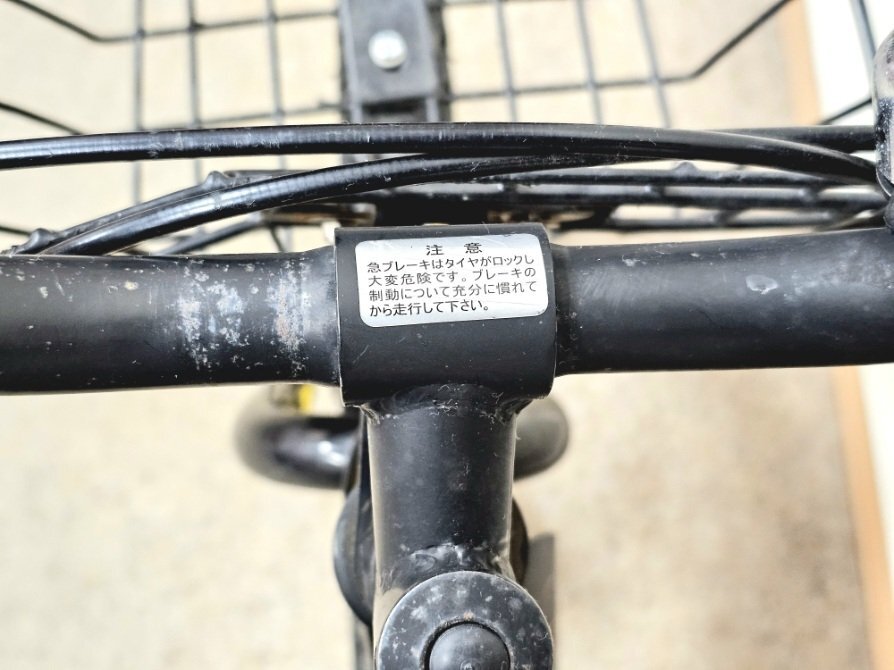 注 意
急ブレーキはタイヤがロックし
大変危険です。ブレーキの
制動について充分に慣れて
から走行して下さい。